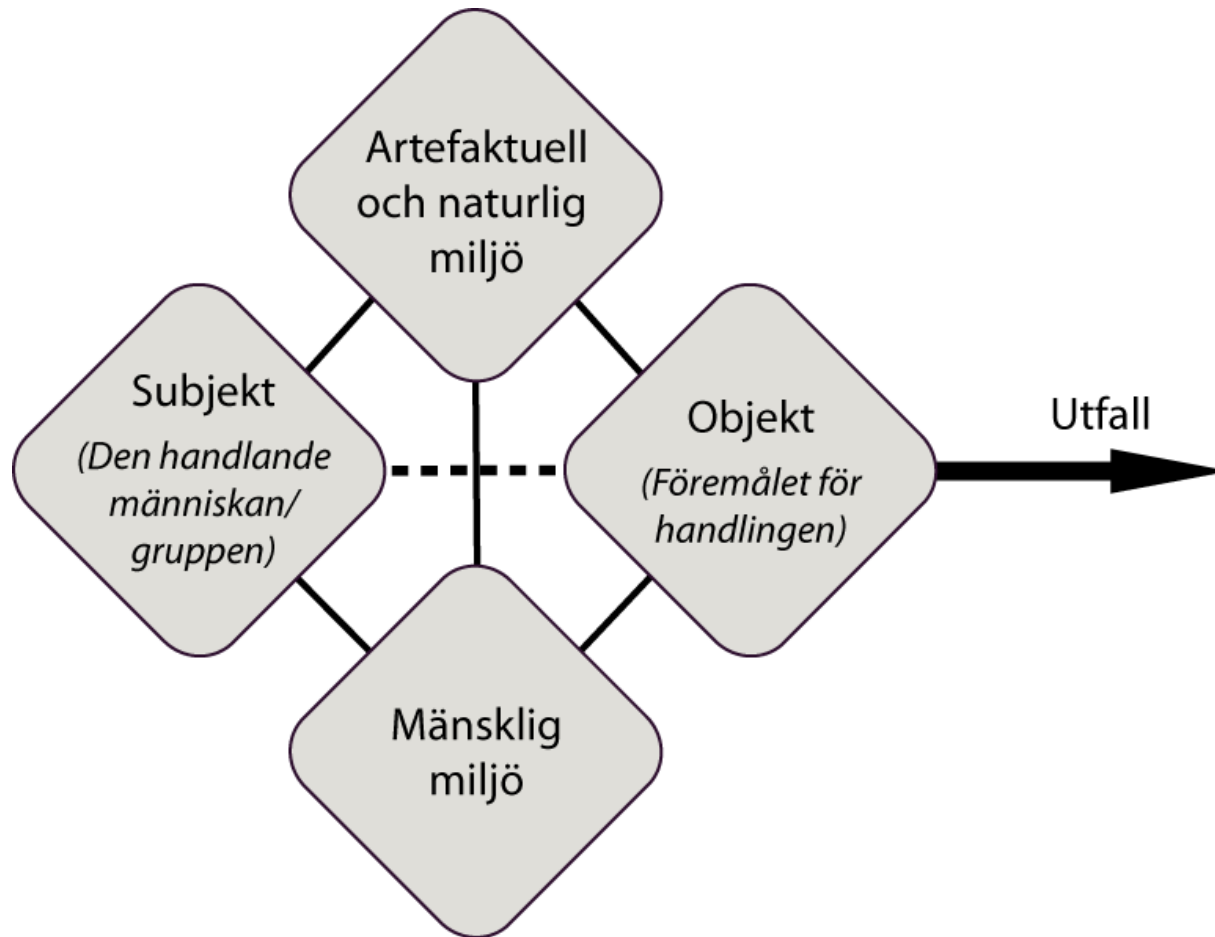 Artefaktuell
och naturlig
miljö
Subjekt
(Den handlande
människan/
gruppen)
Objekt
(Föremålet för
handlingen)
Utfall
Mänsklig
miljö